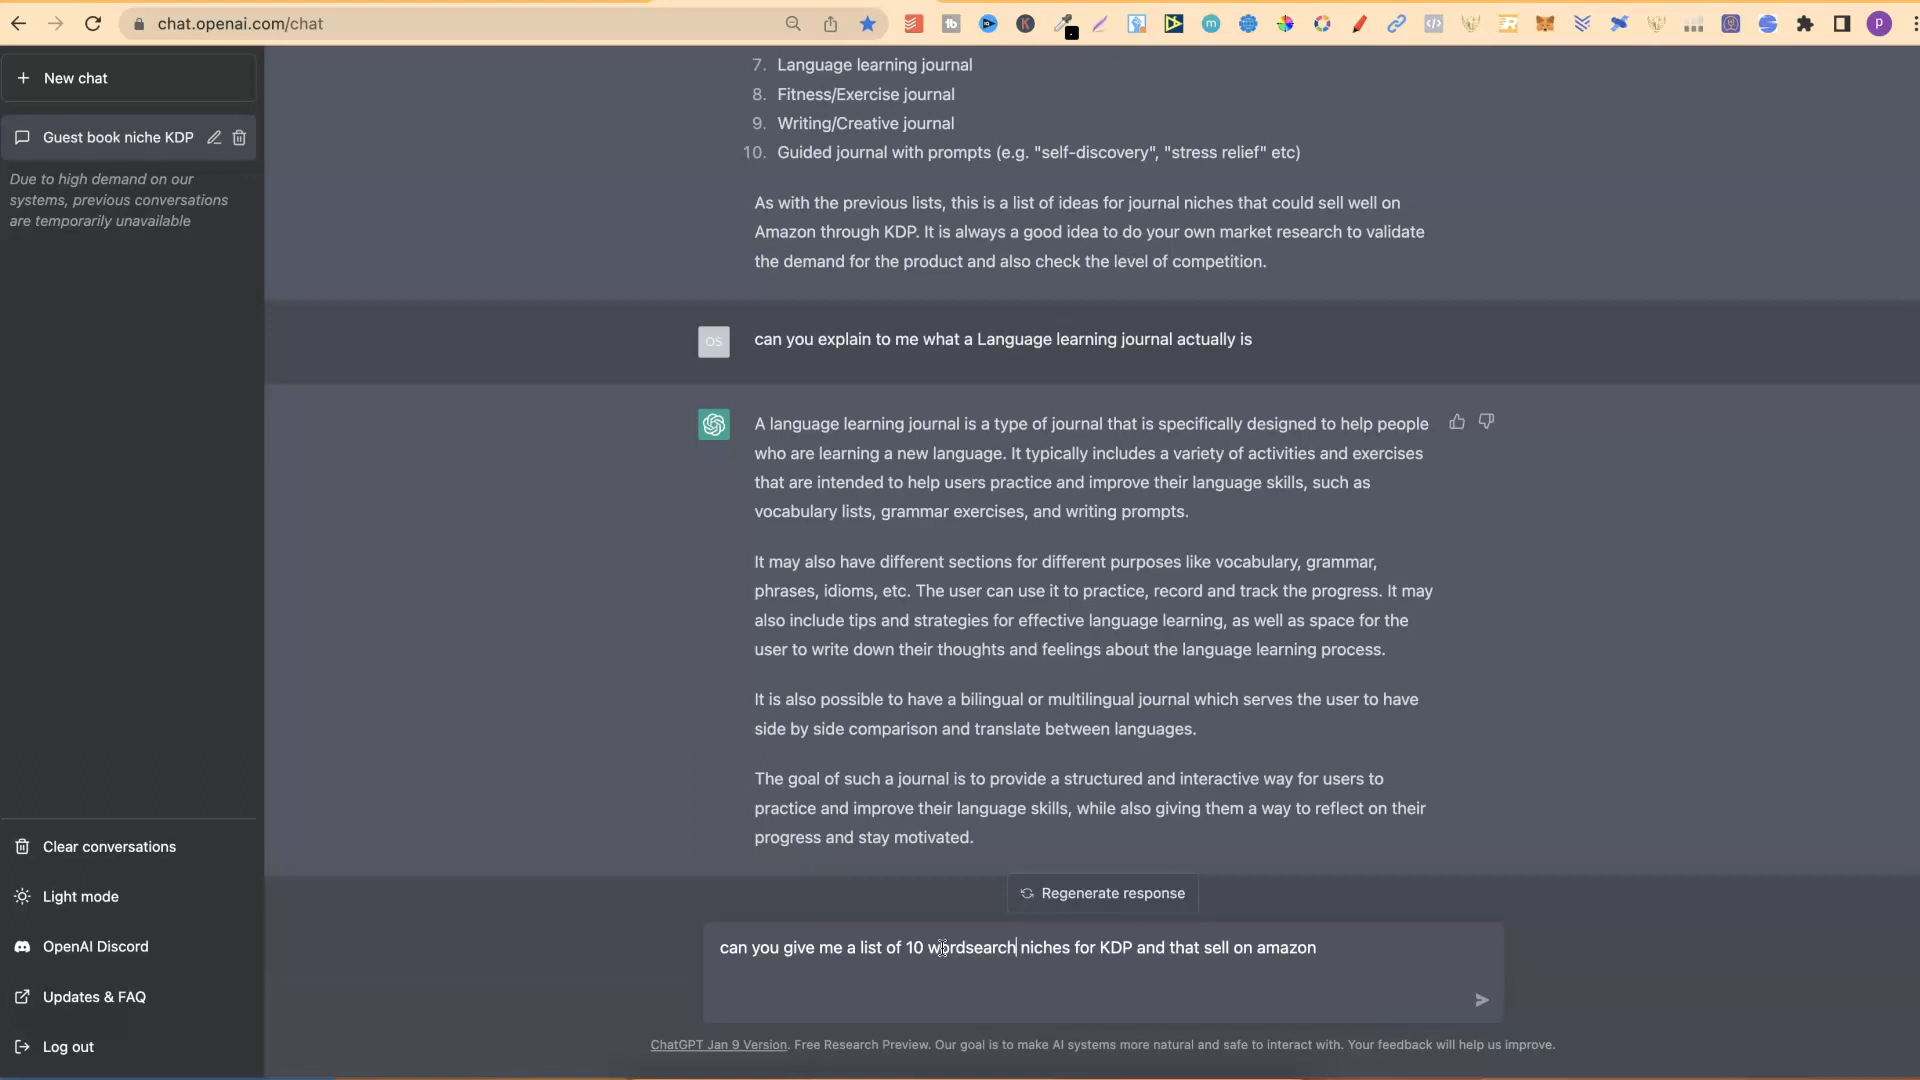 chat.openai.com/chat
New chat
Guest book niche KDP
Due to high demand on our
systems, previous conversations
are temporarily unavailable
Clear conversations
Light mode
OpenAI Discord
Updates & FAQ
Log out
7. Language learning journal
8. Fitness/Exercise journal
9. Writing/Creative journal
10. Guided journal with prompts (e.g. "self-discovery", "stress relief" etc)
As with the previous lists, this is a list of ideas for journal niches that could sell well on
Amazon through KDP. It is always a good idea to do your own market research to validate
the demand for the product and also check the level of competition.
OS
can you explain to me what a Language learning journal actually is
A language learning journal is a type of journal that is specifically designed to help people
who are learning a new language. It typically includes a variety of activities and exercises
that are intended to help users practice and improve their language skills, such as
vocabulary lists, grammar exercises, and writing prompts.
It may also have different sections for different purposes like vocabulary, grammar,
phrases, idioms, etc. The user can use it to practice, record and track the progress. It may
also include tips and strategies for effective language learning, as well as space for the
user to write down their thoughts and feelings about the language learning process.
It is also possible to have a bilingual or multilingual journal which serves the user to have
side by side comparison and translate between languages.
The goal of such a journal is to provide a structured and interactive way for users to
practice and improve their language skills, while also giving them a way to reflect on their
progress and stay motivated.
Regenerate response
can you give me a list of 10 wordsearch niches for KDP and that sell on amazon
ChatGPT Jan 9 Version. Free Research Preview. Our goal is to make AI systems more natural and safe to interact with. Your feedback will help us improve.